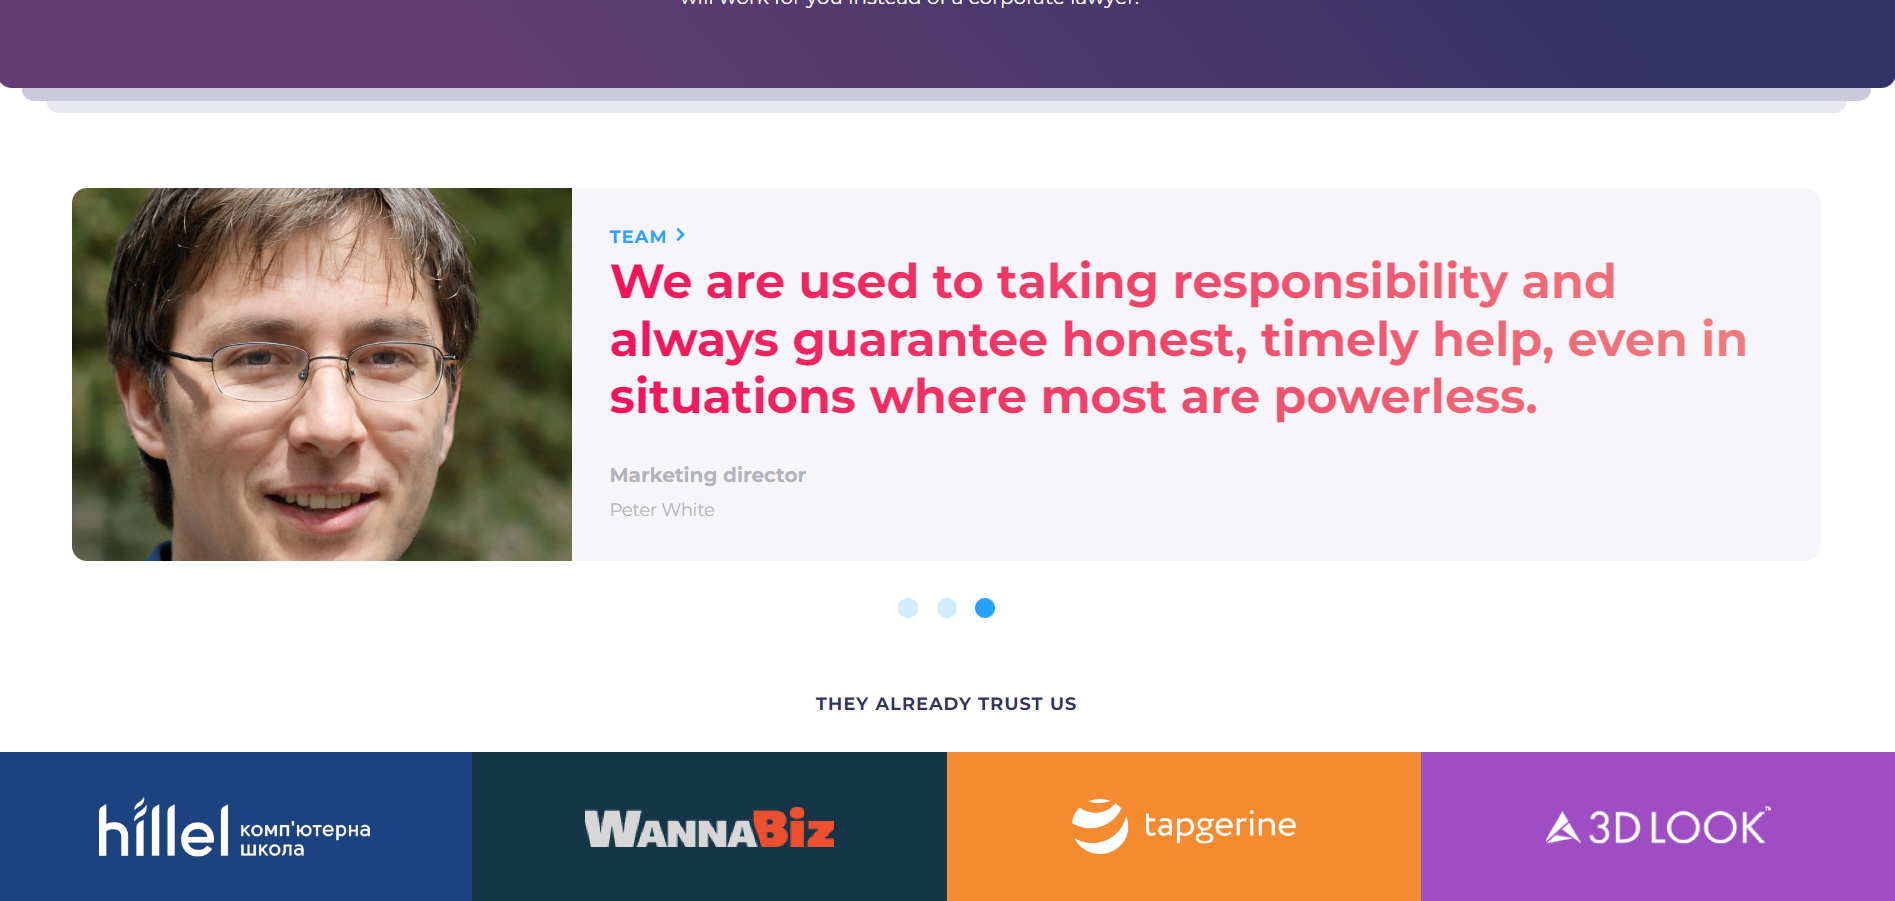 will work for you instead of a corporate lawyer.
TEAM
We are used to taking responsibility and
always guarantee honest, timely help, even in
situations where most are powerless.
Marketing director
Peter White
THEY ALREADY TRUST US
hillel комп'ютерна
школа
WANNABIZ
tapgerine
3D LOOK™